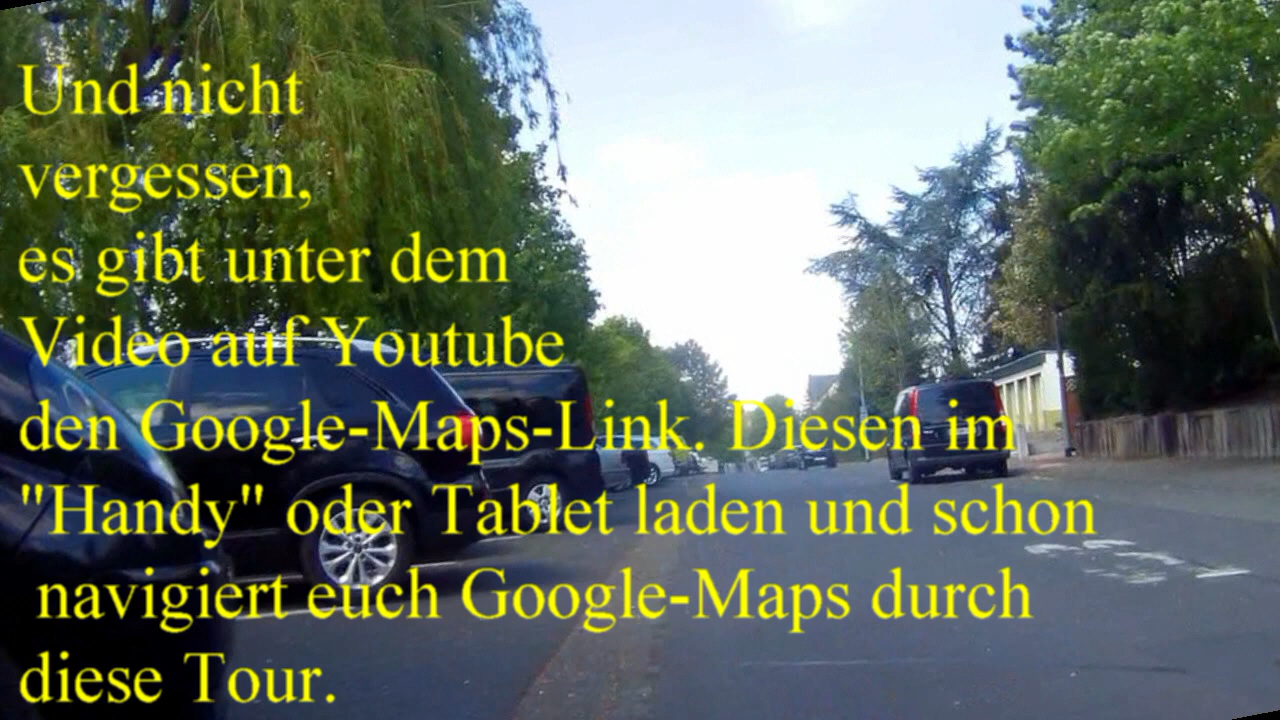 Und nicht
vergessen,
es gibt unter dem
Video auf Youtube
den Google-Maps-Link. Diesen im
"Handy" oder Tablet laden und schon
navigiert euch Google-Maps durch
diese Tour.